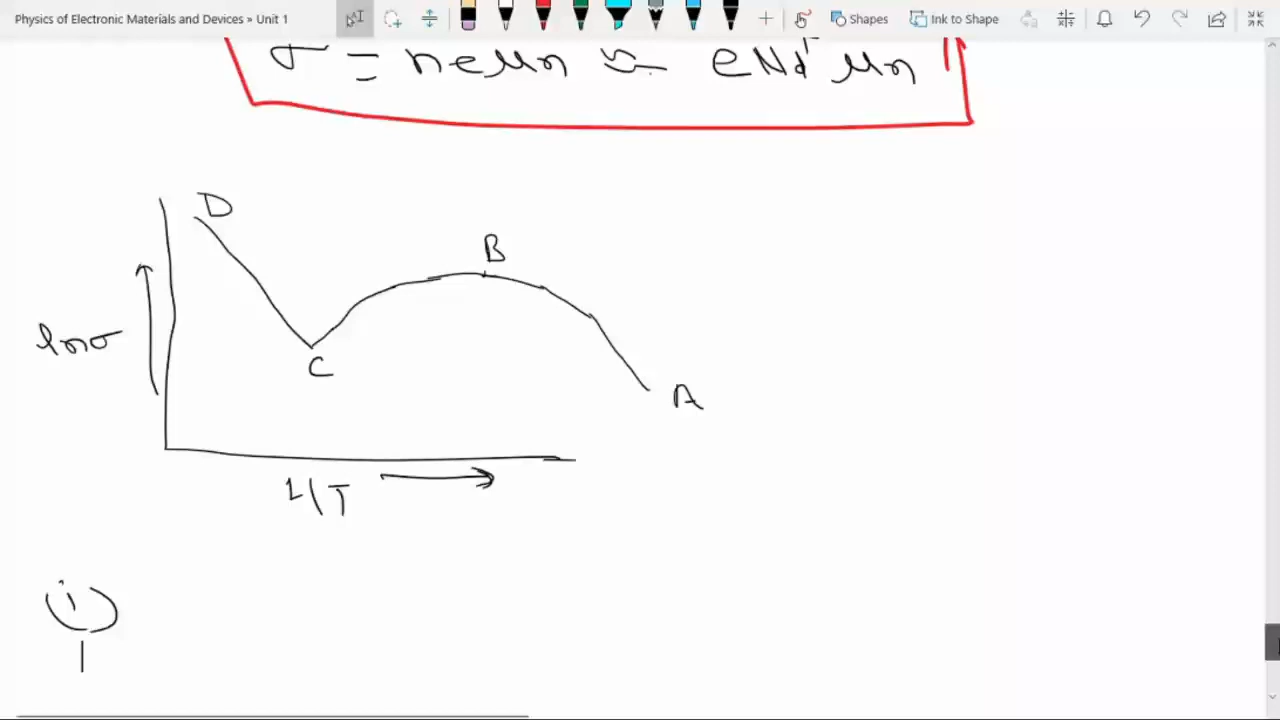 Physics of Electronic Materials and Devices » Unit 1
Shapes
Ink to Shape
σ = neμn ≃ eNd⁺ μn
D
B
lnσ
C
A
1/T
(i)